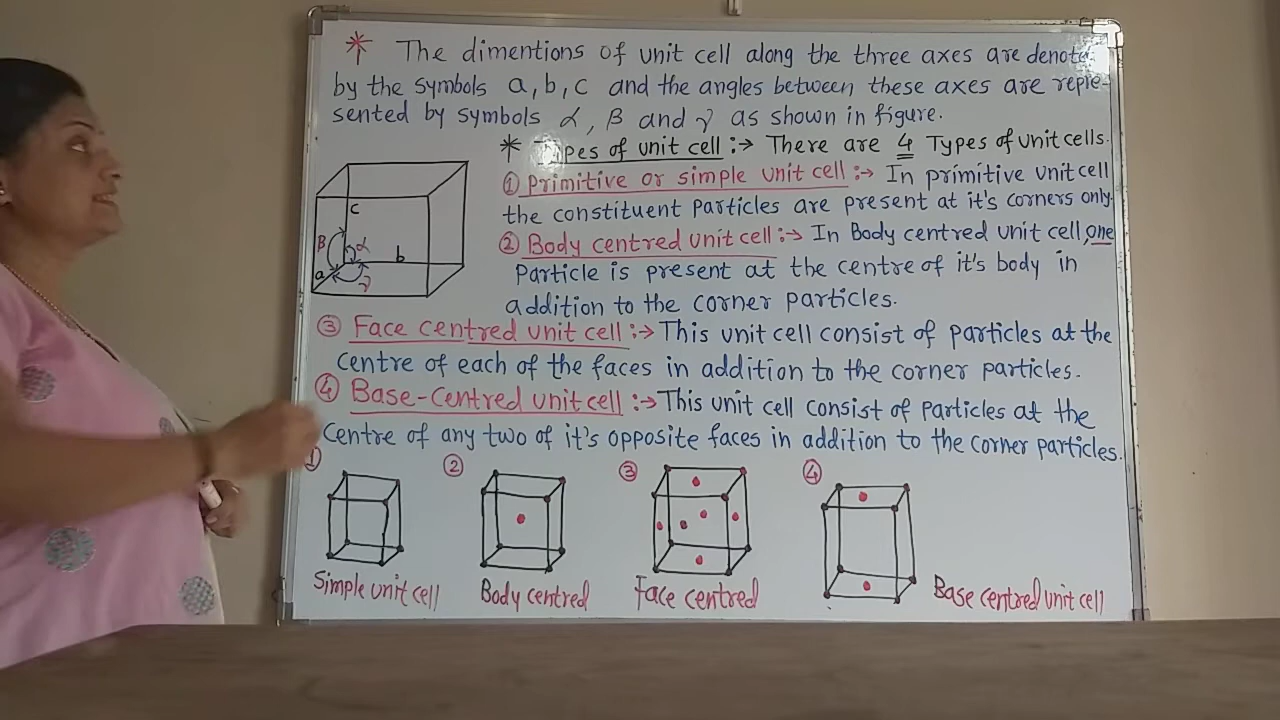 * The dimentions of unit cell along the three axes are denote
by the symbols a, b, c and the angles between these axes are repre-
sented by symbols α, β and γ as shown in figure.
* Types of unit cell :→ There are 4 Types of unit cells.
① Primitive or simple unit cell :→ In primitive unit cell
the constituent particles are present at it's corners only.
② Body centred unit cell :→ In Body centred unit cell, one
Particle is present at the centre of it's body in
addition to the corner particles.
c
β α
a b
γ
③ Face centred unit cell :→ This unit cell consist of particles at the
centre of each of the faces in addition to the corner particles.
④ Base-centred unit cell :→ This unit cell consist of particles at the
centre of any two of it's opposite faces in addition to the corner particles.
① ② ③ ④
Simple unit cell Body centred Face centred Base centred unit cell